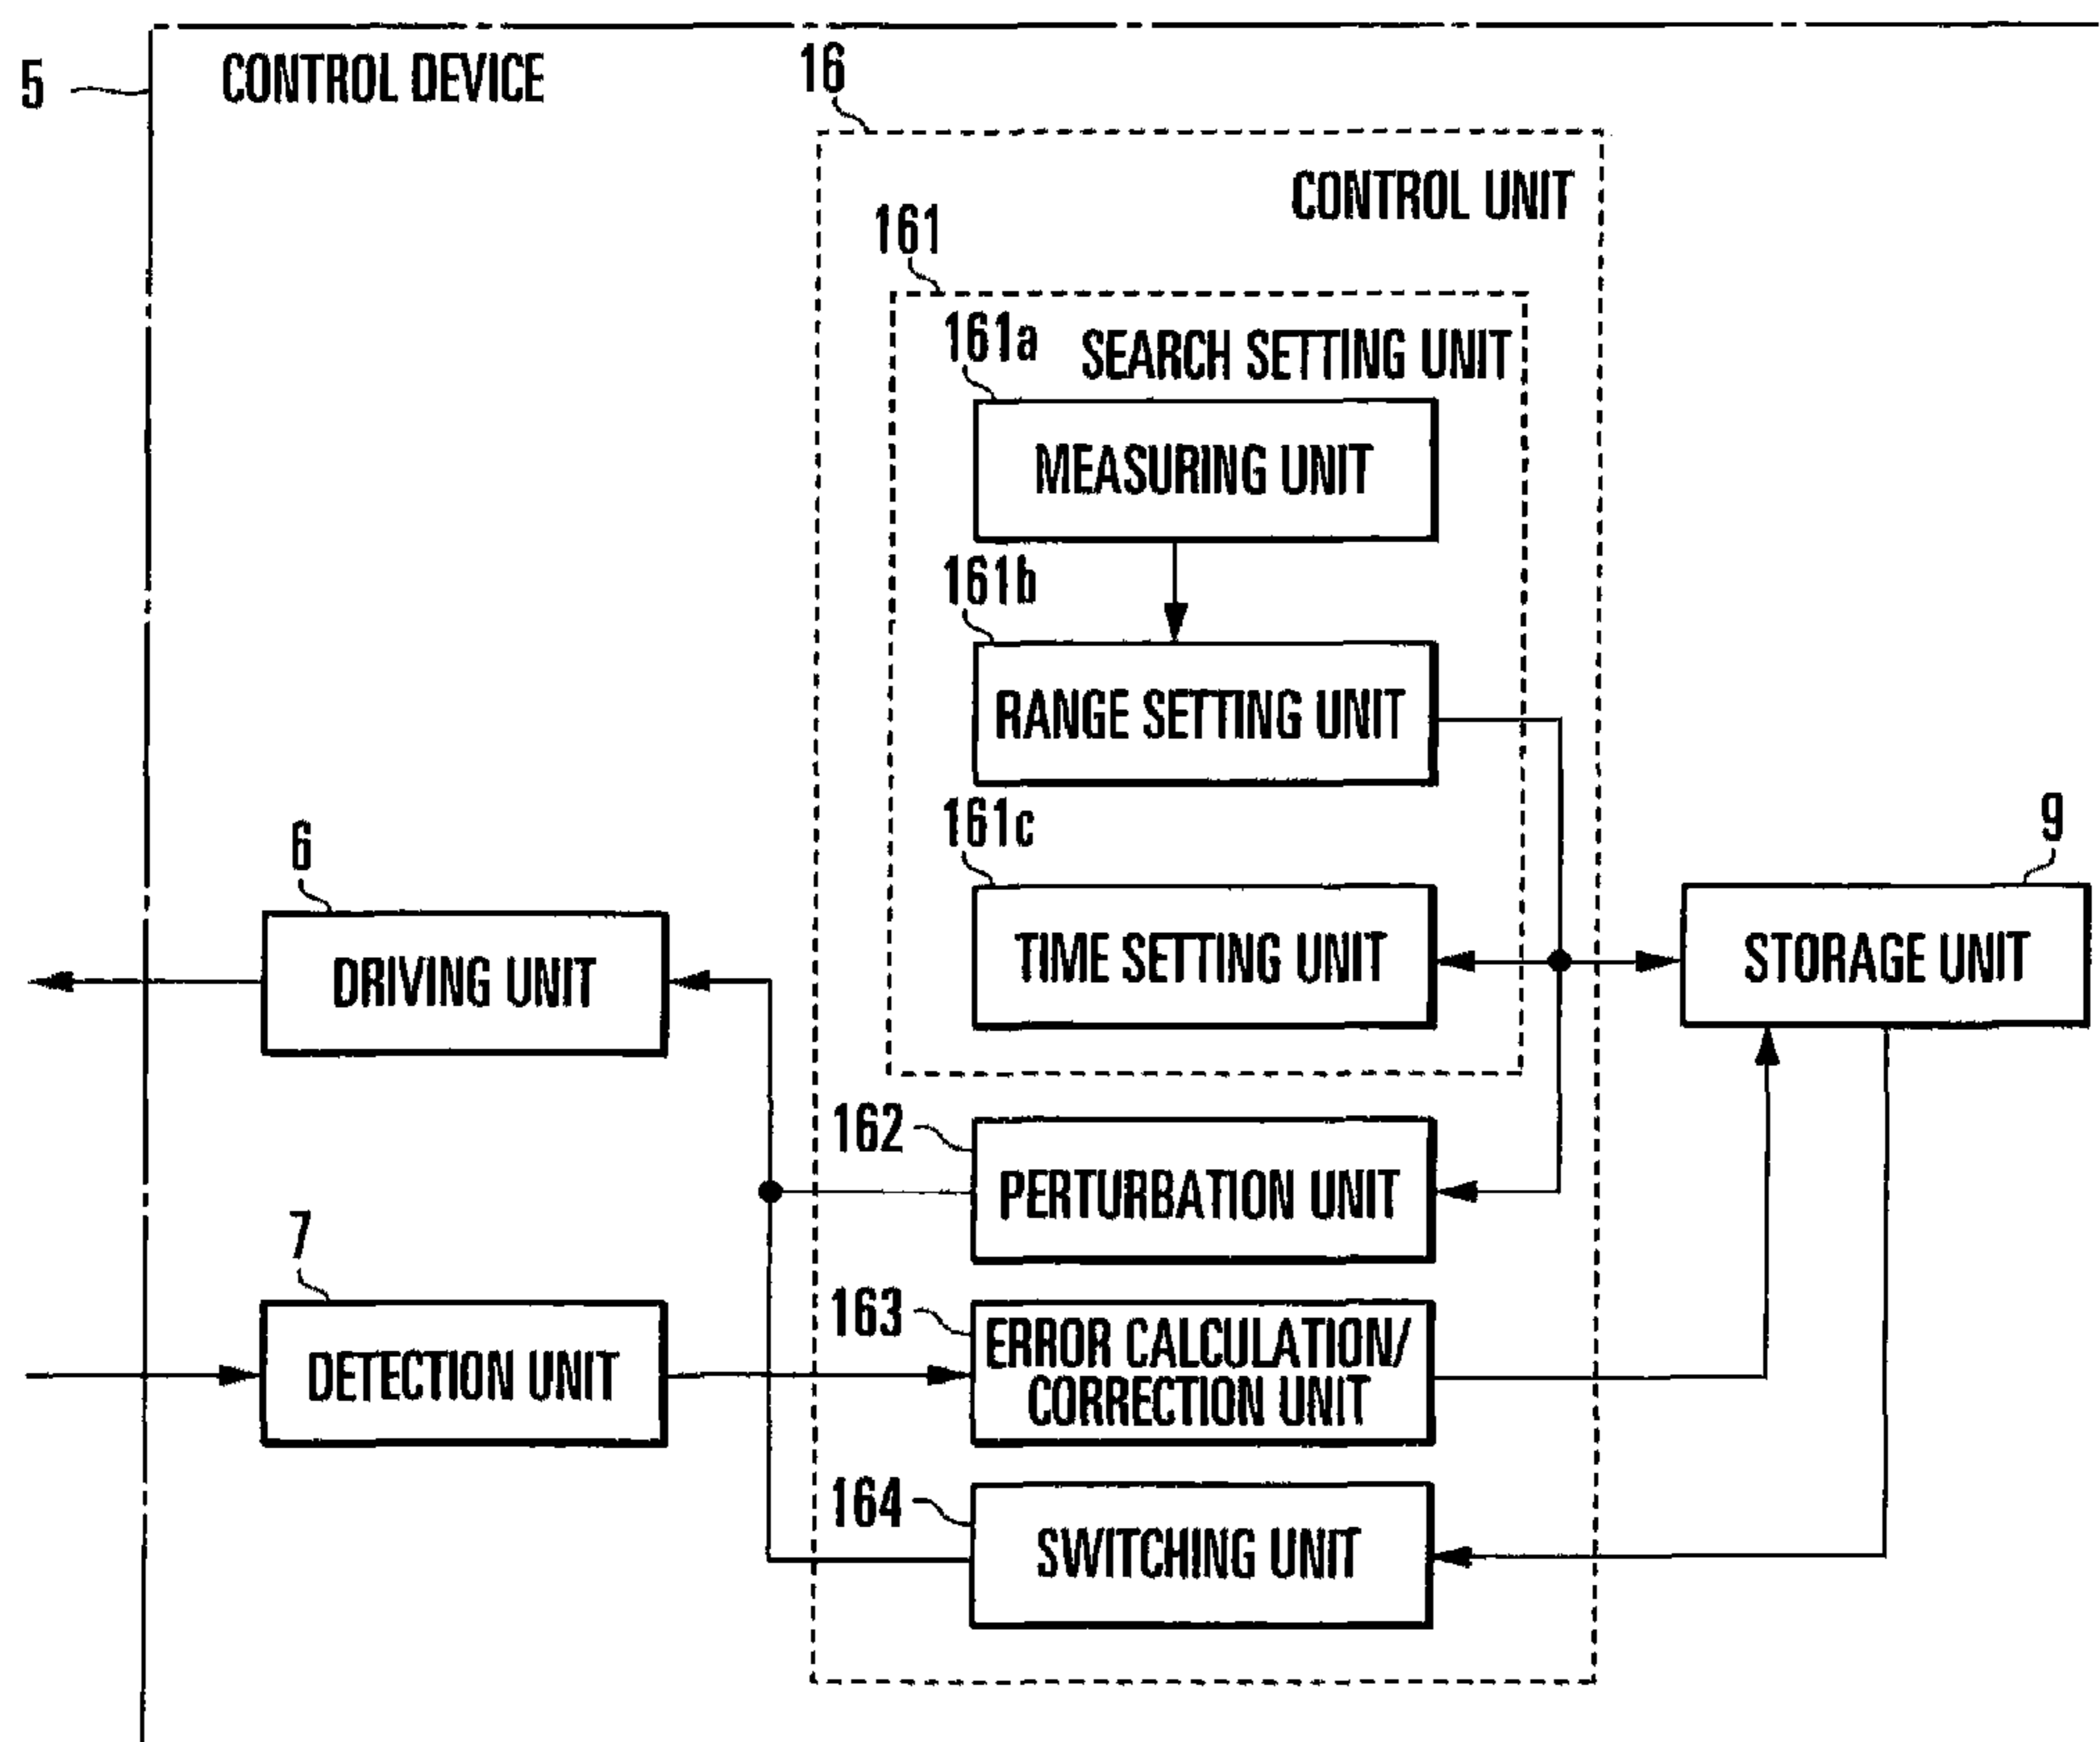 5
CONTROL DEVICE
16
CONTROL UNIT
161
SEARCH SETTING UNIT
161a
MEASURING UNIT
161b
RANGE SETTING UNIT
161c
TIME SETTING UNIT
6
DRIVING UNIT
9
STORAGE UNIT
162
PERTURBATION UNIT
7
DETECTION UNIT
163
ERROR CALCULATION/
CORRECTION UNIT
164
SWITCHING UNIT